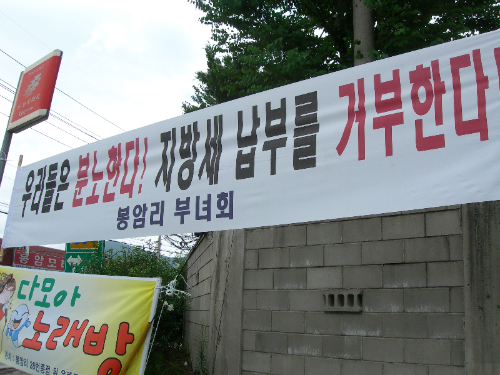 우리들은 분노한다! 지방세 납부를 거부한다!
봉암리 부녀회
다모아
노래방